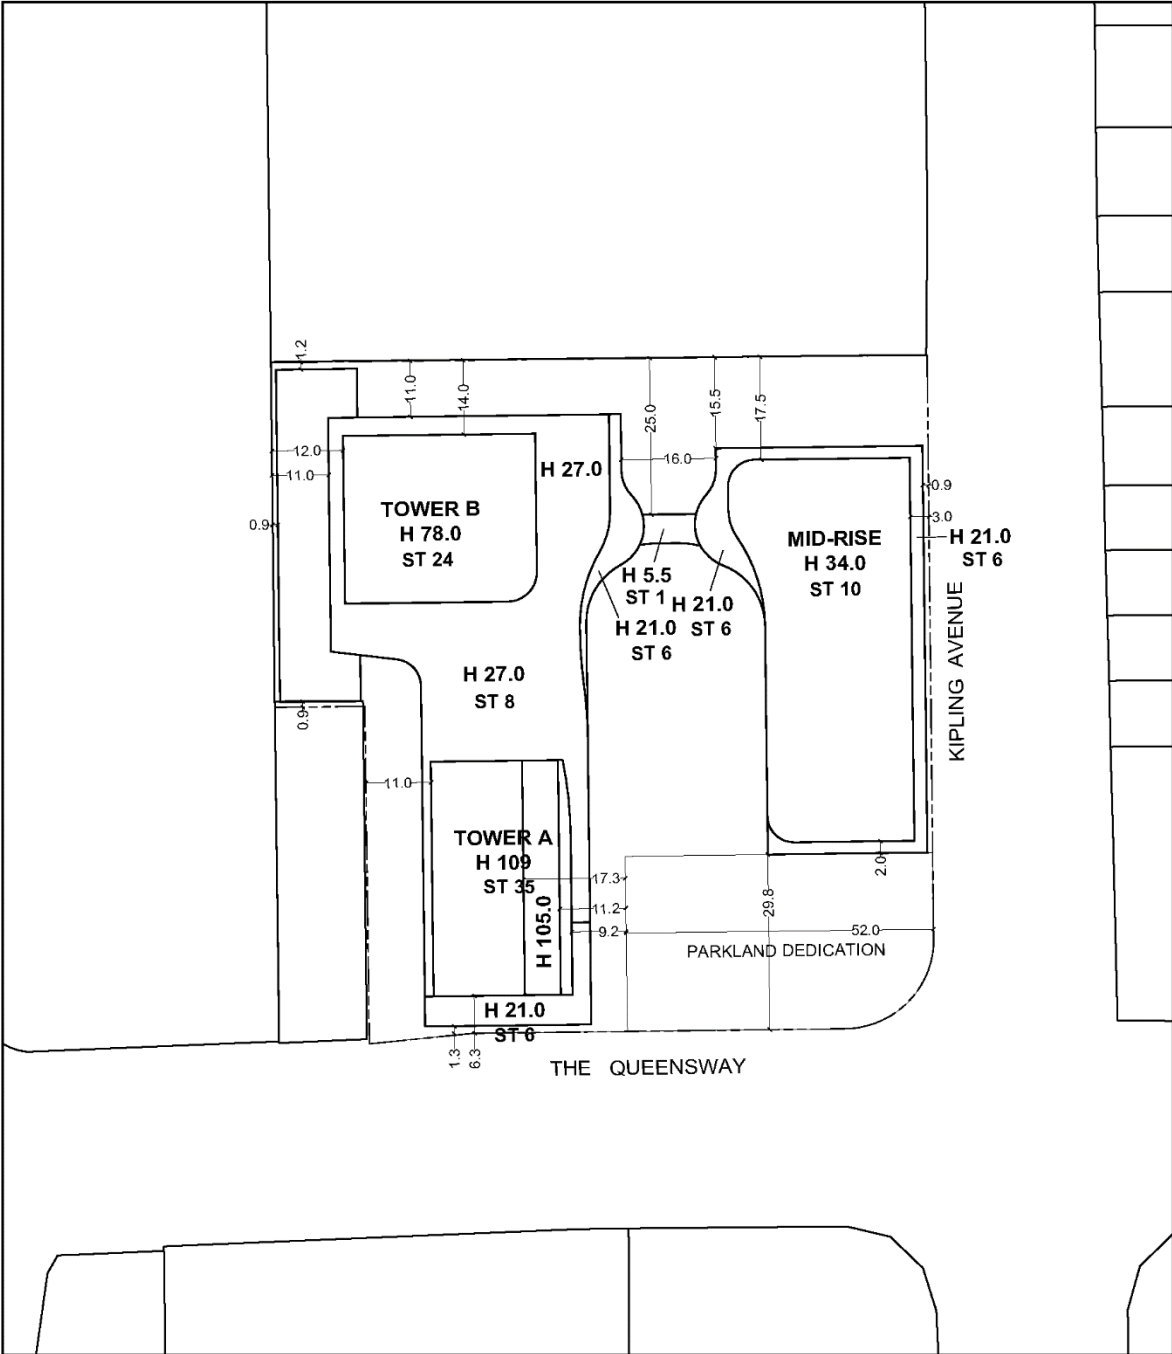 1.2
11.0
14.0
25.0
15.5
17.5
12.0
11.0
16.0
H 27.0
0.9
0.9
3.0
TOWER B
H 78.0
ST 24
MID-RISE
H 34.0
ST 10
H 21.0
ST 6
H 5.5
ST 1
H 21.0
ST 6
H 21.0
ST 6
KIPLING AVENUE
H 27.0
ST 8
0.9
11.0
TOWER A
H 109
ST 35
H 105.0
17.3
11.2
9.2
29.8
2.0
52.0
PARKLAND DEDICATION
H 21.0
ST 6
1.3
6.3
THE QUEENSWAY